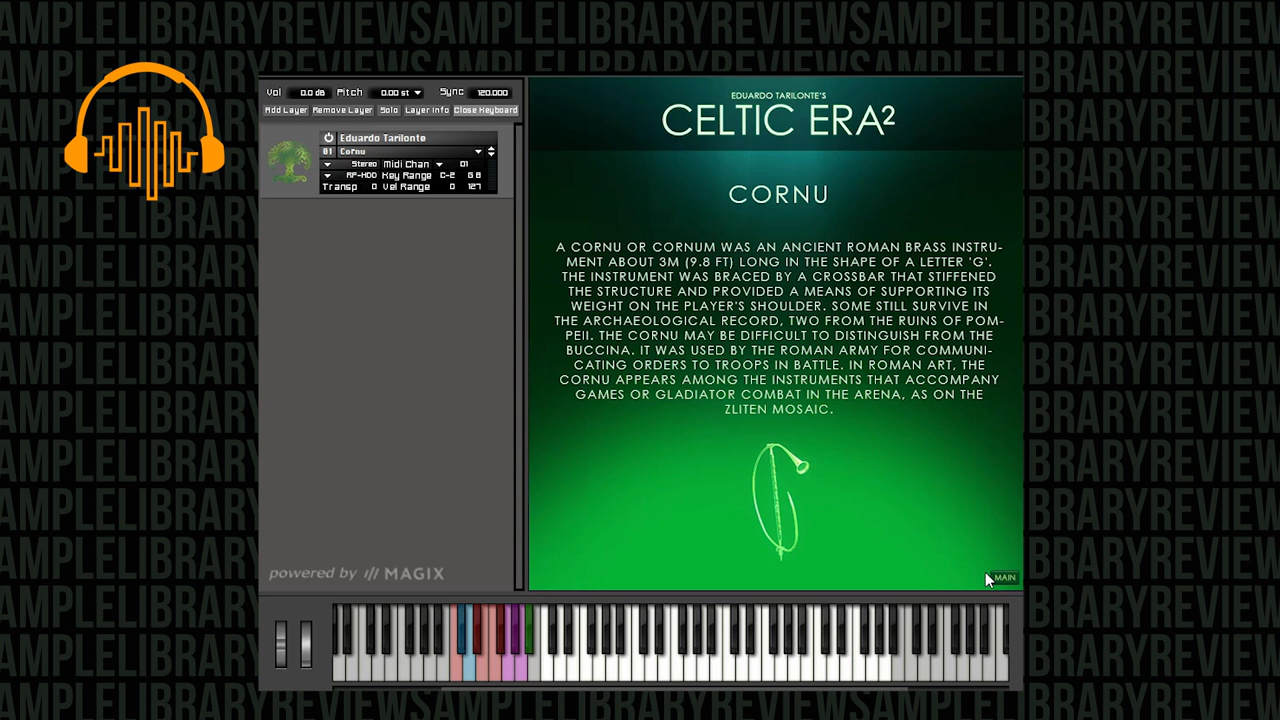 Vol 0.0 dB Pitch 0.00 st Sync 120.000
Add Layer Remove Layer Solo Layer Info Close Keyboard
Eduardo Tarilonte
01 Cornu
Stereo Midi Chan 01
RP-HDD Key Range C-2 G8
Transp 0 Vel Range 0 127
powered by MAGIX
EDUARDO TARILONTE'S
CELTIC ERA²
CORNU
A CORNU OR CORNUM WAS AN ANCIENT ROMAN BRASS INSTRU-
MENT ABOUT 3M (9.8 FT) LONG IN THE SHAPE OF A LETTER 'G'.
THE INSTRUMENT WAS BRACED BY A CROSSBAR THAT STIFFENED
THE STRUCTURE AND PROVIDED A MEANS OF SUPPORTING ITS
WEIGHT ON THE PLAYER'S SHOULDER. SOME STILL SURVIVE IN
THE ARCHAEOLOGICAL RECORD, TWO FROM THE RUINS OF POM-
PEII. THE CORNU MAY BE DIFFICULT TO DISTINGUISH FROM THE
BUCCINA. IT WAS USED BY THE ROMAN ARMY FOR COMMUNI-
CATING ORDERS TO TROOPS IN BATTLE. IN ROMAN ART, THE
CORNU APPEARS AMONG THE INSTRUMENTS THAT ACCOMPANY
GAMES OR GLADIATOR COMBAT IN THE ARENA, AS ON THE
ZLITEN MOSAIC.
MAIN